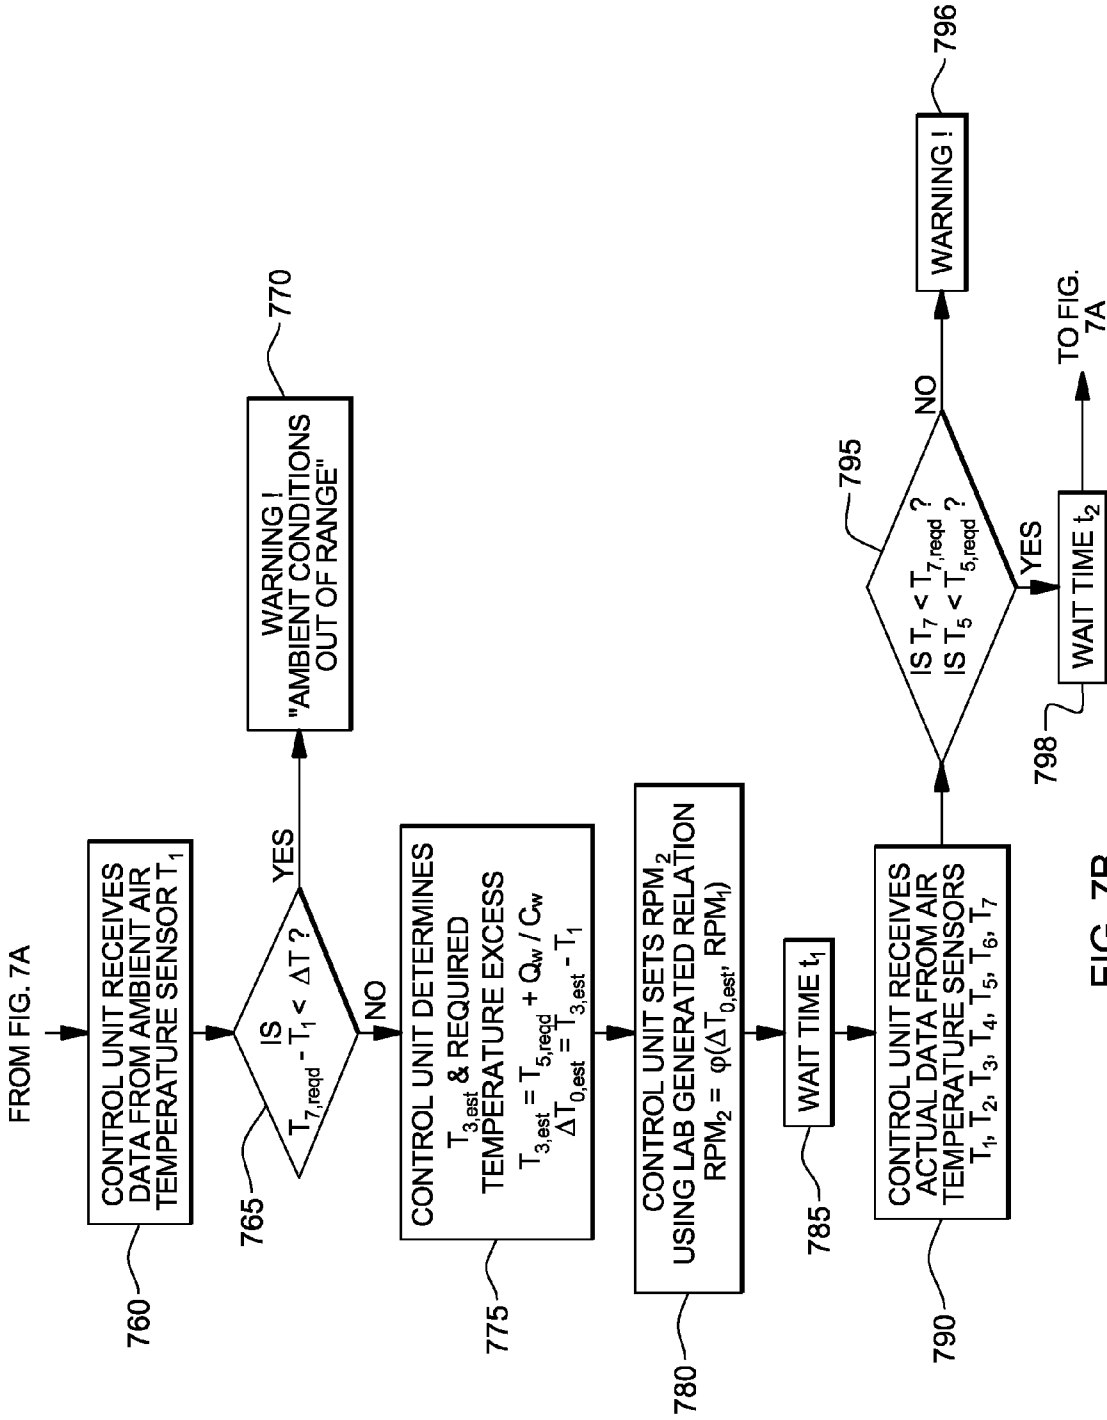 FROM FIG. 7A
CONTROL UNIT RECEIVES
DATA FROM AMBIENT AIR
TEMPERATURE SENSOR T₁
760
IS
T₇,reqd - T₁ < ΔT ?
765
YES
WARNING !
"AMBIENT CONDITIONS
OUT OF RANGE"
770
NO
CONTROL UNIT DETERMINES
T₃,est & REQUIRED
TEMPERATURE EXCESS
T₃,est = T₅,reqd + Qw / Cw
ΔT₀,est = T₃,est - T₁
775
CONTROL UNIT SETS RPM₂
USING LAB GENERATED RELATION
RPM₂ = φ(ΔT₀,est, RPM₁)
780
WAIT TIME t₁
785
CONTROL UNIT RECEIVES
ACTUAL DATA FROM AIR
TEMPERATURE SENSORS
T₁, T₂, T₃, T₄, T₅, T₆, T₇
790
IS T₇ < T₇,reqd ?
IS T₅ < T₅,reqd ?
795
NO
WARNING !
796
YES
WAIT TIME t₂
798
TO FIG.
7A
FIG. 7B